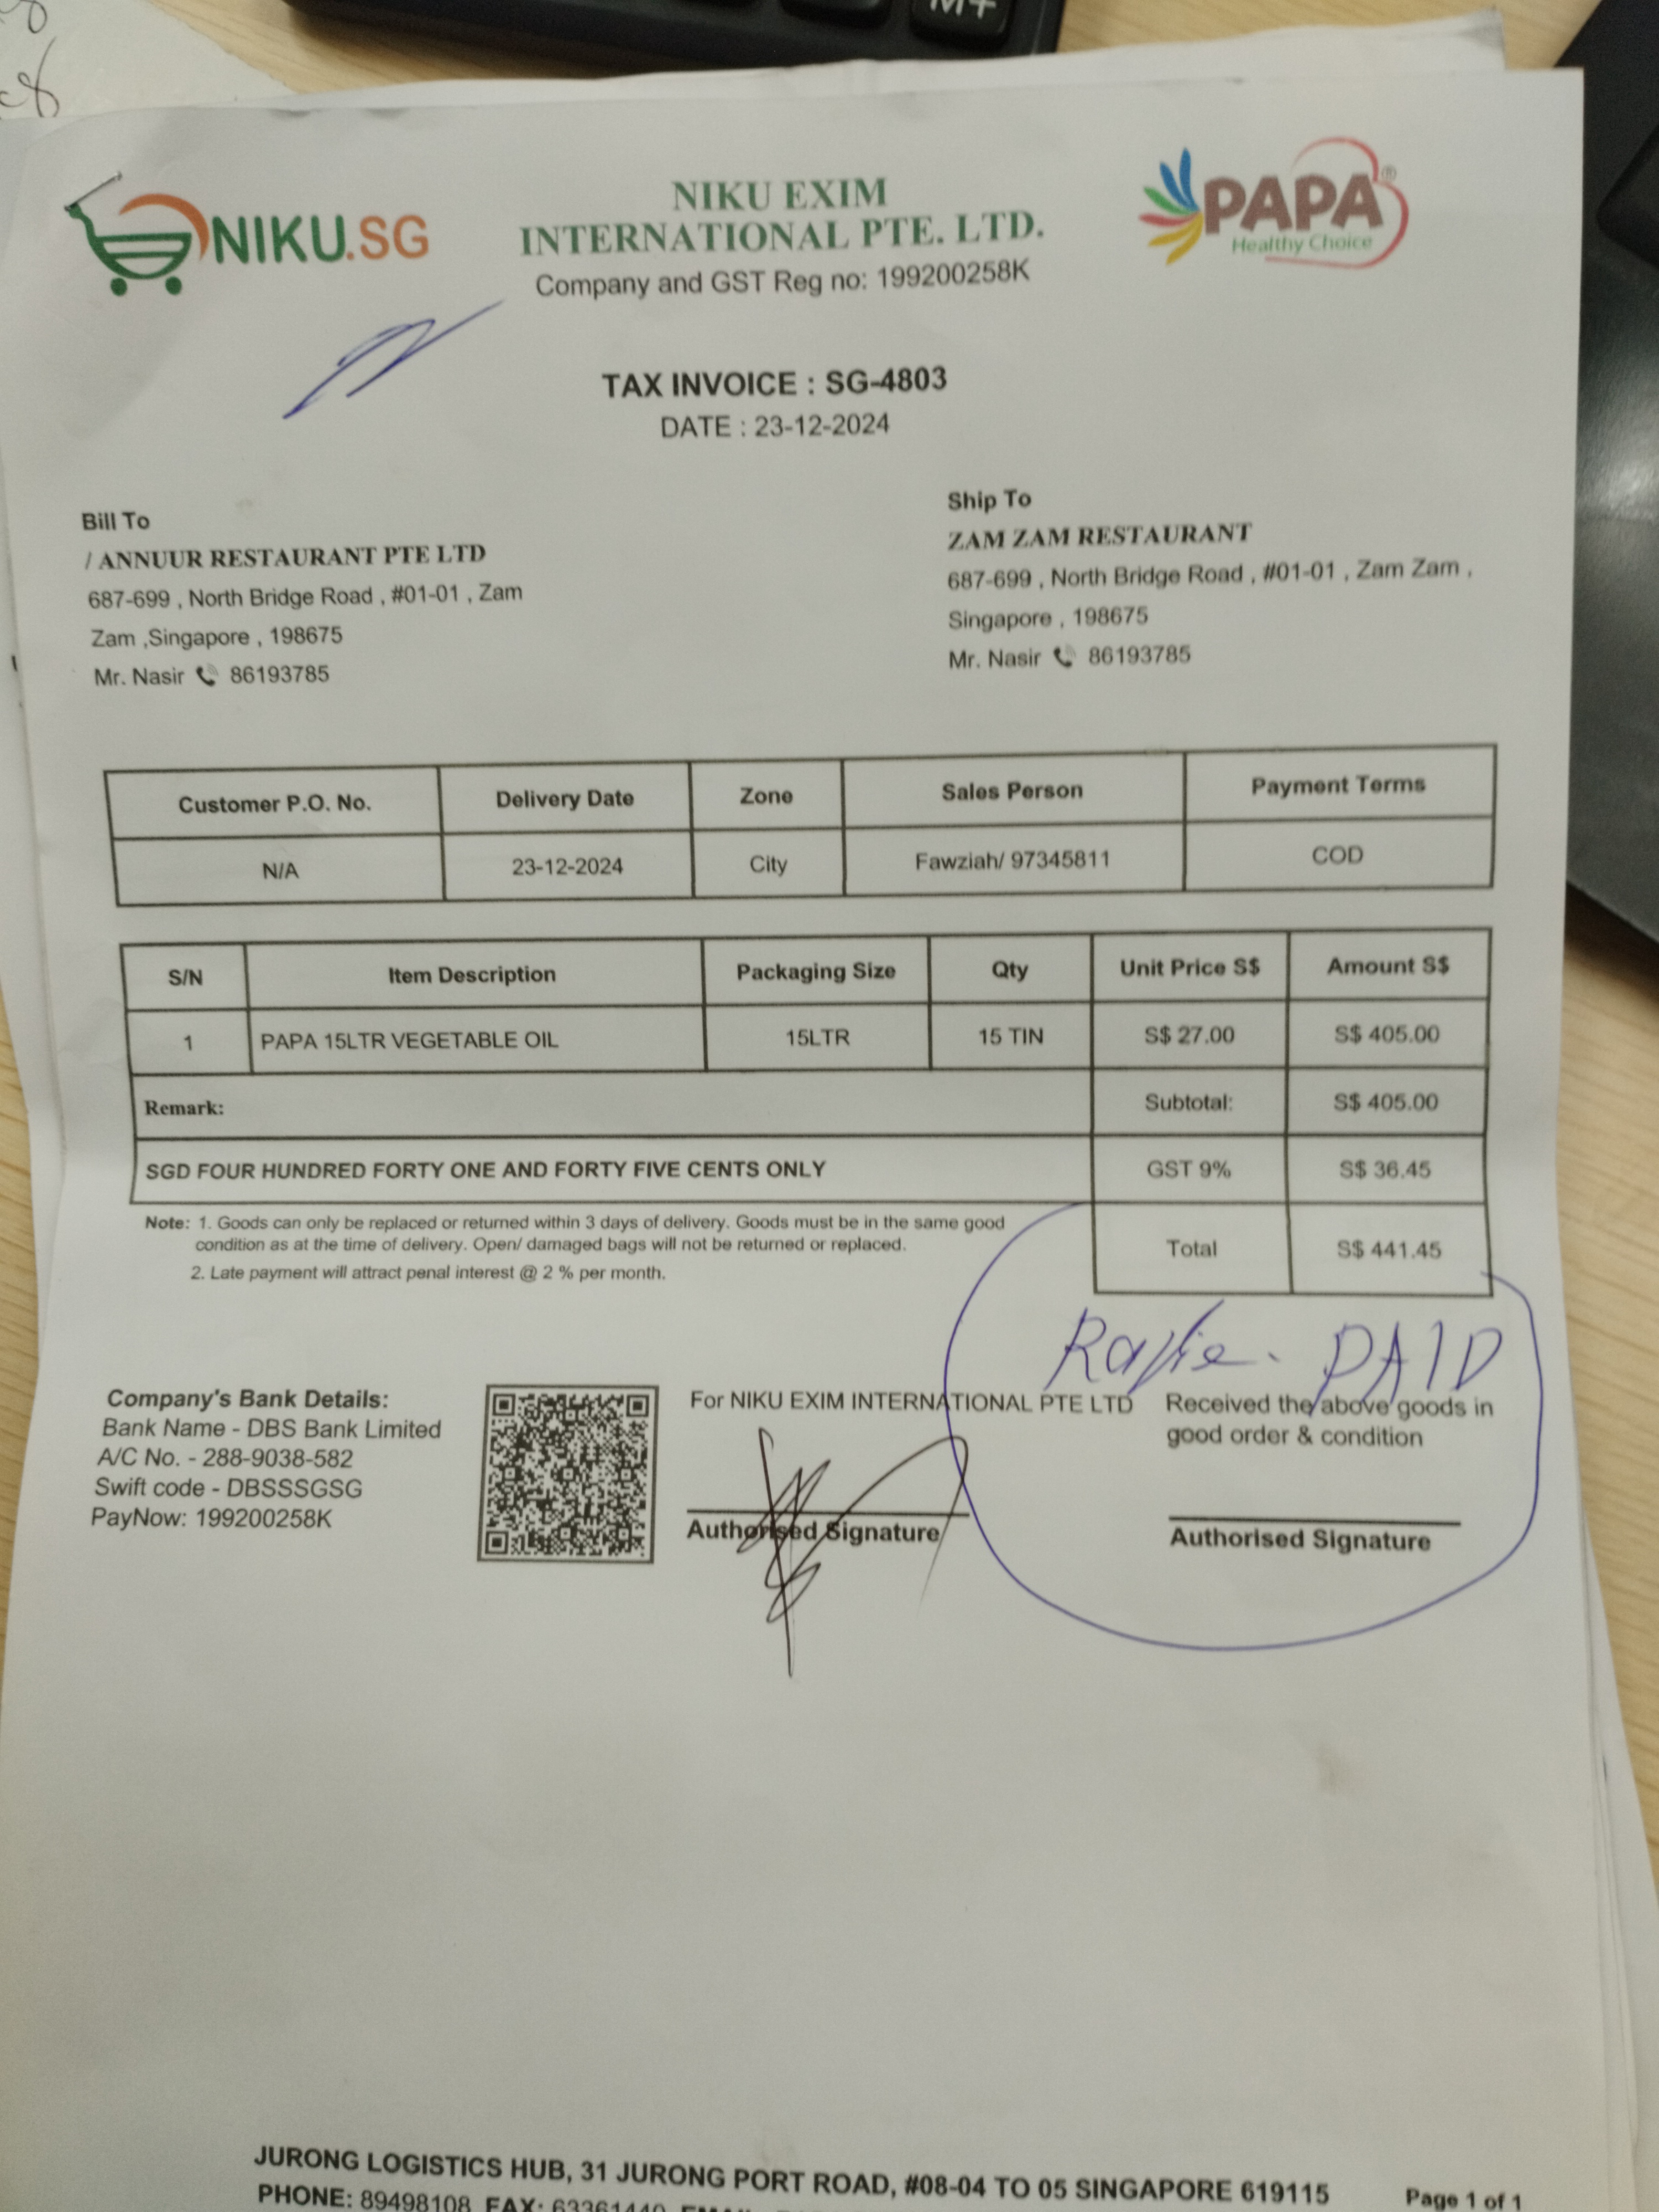 NIKU.SG
NIKU EXIM
INTERNATIONAL PTE. LTD.
Company and GST Reg no: 199200258K
PAPA®
Healthy Choice
M+
TAX INVOICE : SG-4803
DATE : 23-12-2024
Bill To
/ ANNUUR RESTAURANT PTE LTD
687-699 , North Bridge Road , #01-01 , Zam
Zam ,Singapore , 198675
Mr. Nasir 86193785
Ship To
ZAM ZAM RESTAURANT
687-699 , North Bridge Road , #01-01 , Zam Zam ,
Singapore , 198675
Mr. Nasir 86193785
Customer P.O. No. Delivery Date Zone Sales Person Payment Terms
N/A 23-12-2024 City Fawziah/ 97345811 COD
S/N Item Description Packaging Size Qty Unit Price S$ Amount S$
1 PAPA 15LTR VEGETABLE OIL 15LTR 15 TIN S$ 27.00 S$ 405.00
Remark: Subtotal: S$ 405.00
SGD FOUR HUNDRED FORTY ONE AND FORTY FIVE CENTS ONLY GST 9% S$ 36.45
Total S$ 441.45
Note: 1. Goods can only be replaced or returned within 3 days of delivery. Goods must be in the same good
condition as at the time of delivery. Open/ damaged bags will not be returned or replaced.
2. Late payment will attract penal interest @ 2 % per month.
PAID
Company's Bank Details:
Bank Name - DBS Bank Limited
A/C No. - 288-9038-582
Swift code - DBSSSGSG
PayNow: 199200258K
For NIKU EXIM INTERNATIONAL PTE LTD
Authorised Signature
Received the above goods in
good order & condition
Authorised Signature
JURONG LOGISTICS HUB, 31 JURONG PORT ROAD, #08-04 TO 05 SINGAPORE 619115
PHONE: 89498108 FAX: 63361440
Page 1 of 1